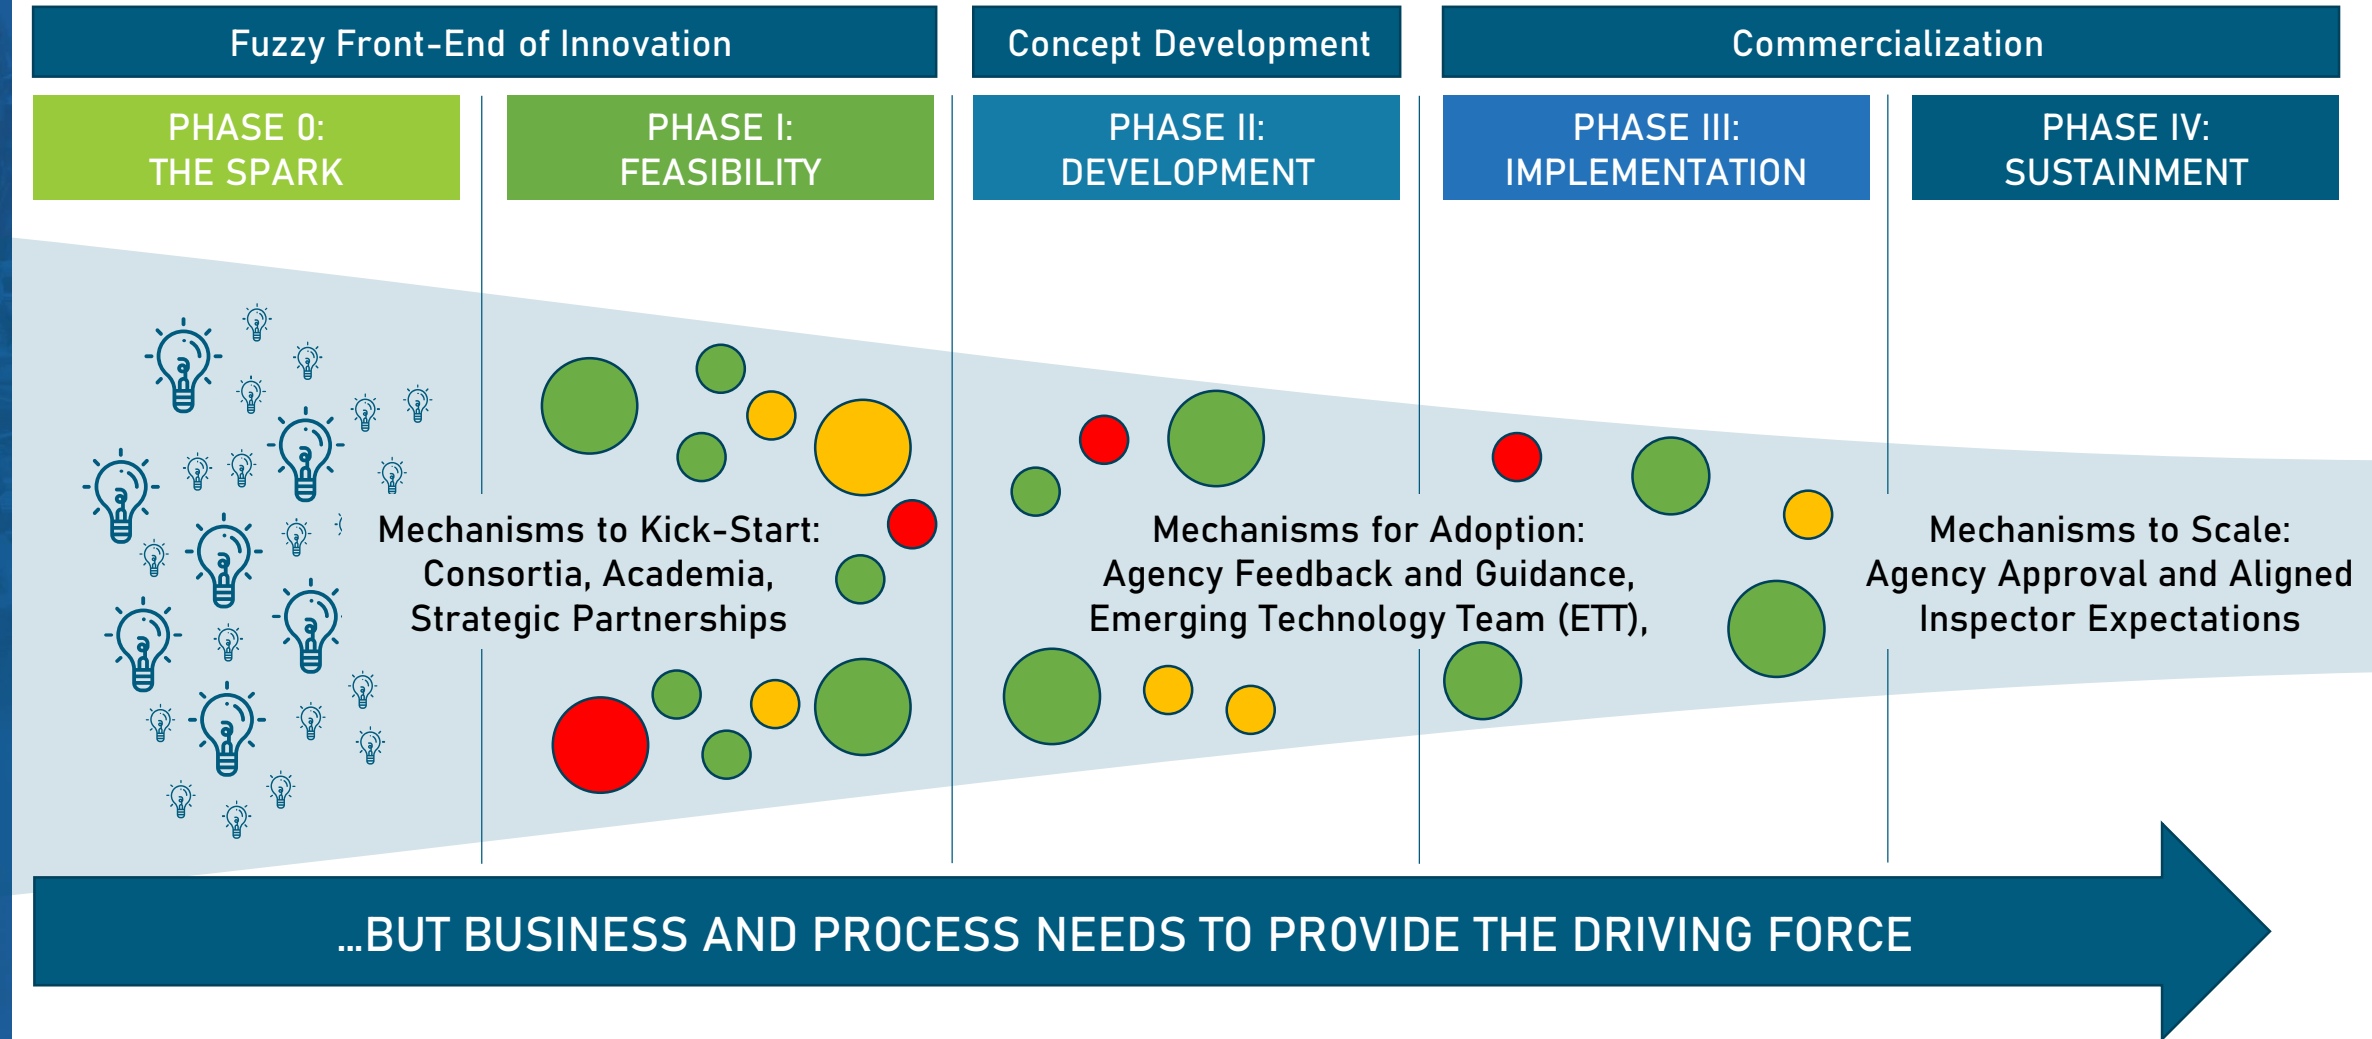 Fuzzy Front-End of Innovation
Concept Development
Commercialization
PHASE 0:
THE SPARK
PHASE I:
FEASIBILITY
PHASE II:
DEVELOPMENT
PHASE III:
IMPLEMENTATION
PHASE IV:
SUSTAINMENT
Mechanisms to Kick-Start:
Consortia, Academia,
Strategic Partnerships
Mechanisms for Adoption:
Agency Feedback and Guidance,
Emerging Technology Team (ETT),
Mechanisms to Scale:
Agency Approval and Aligned
Inspector Expectations
...BUT BUSINESS AND PROCESS NEEDS TO PROVIDE THE DRIVING FORCE